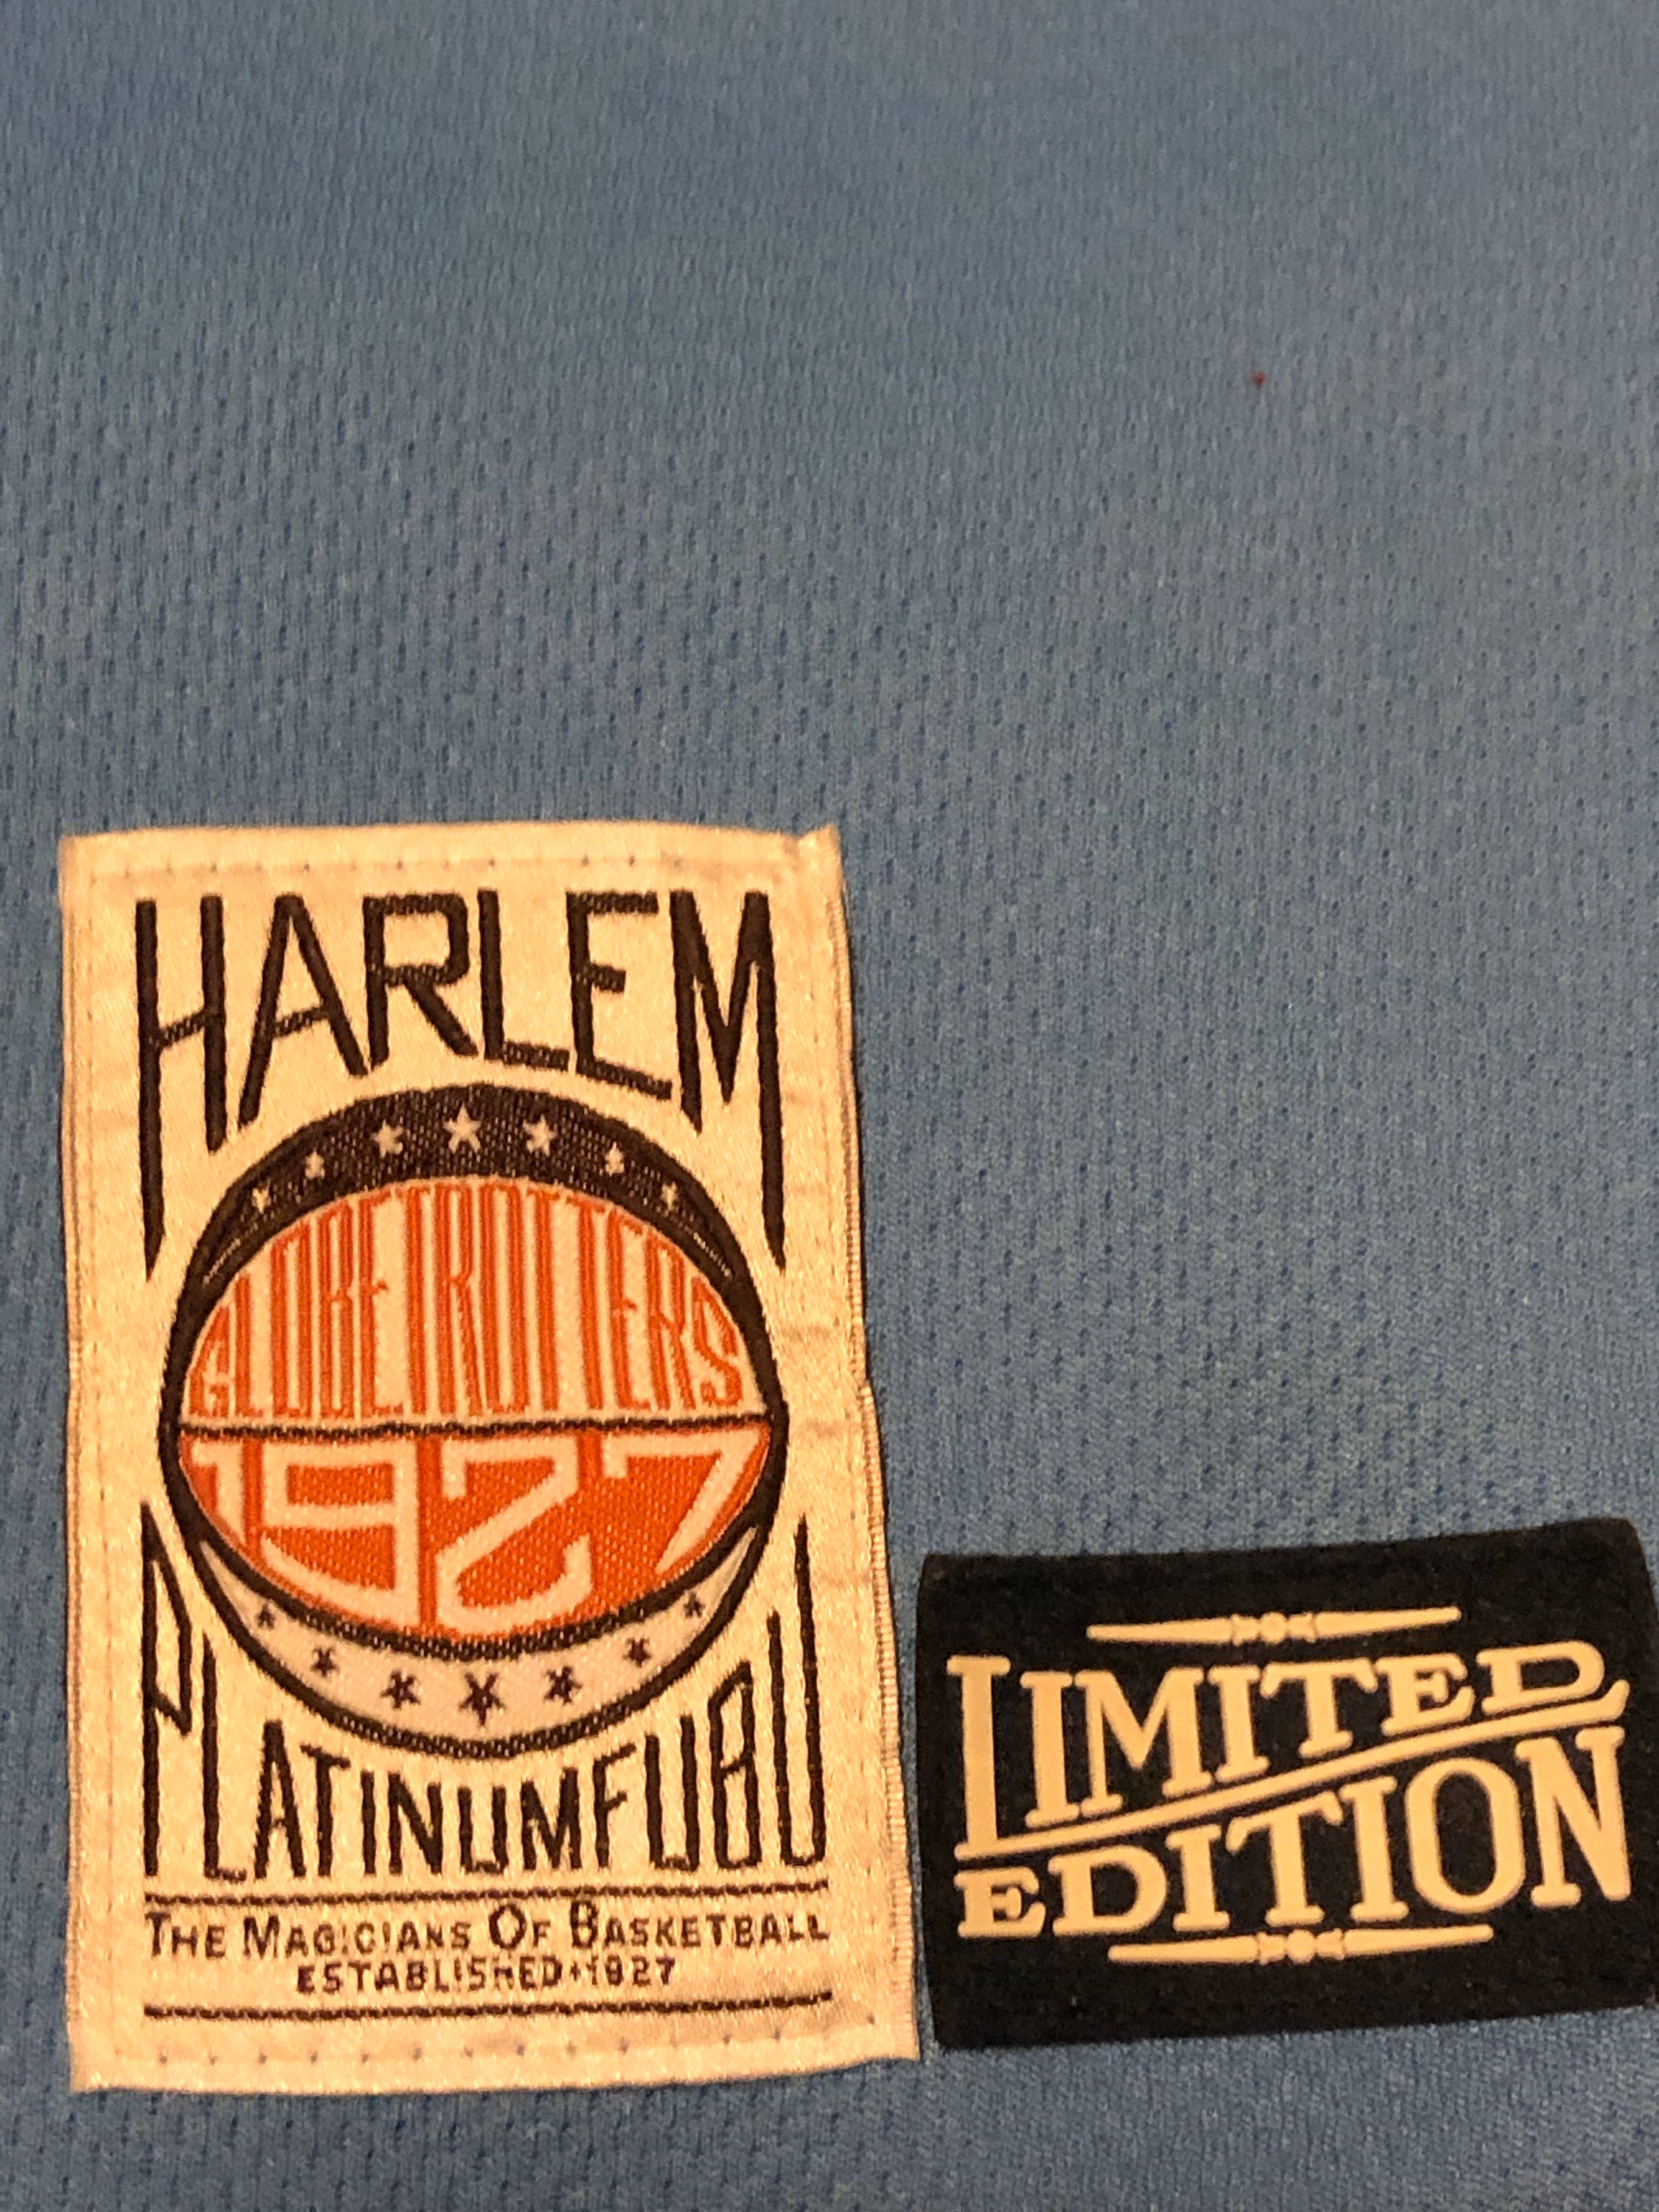 HARLEM
GLOBETROTTERS
1927
PLATINUMFUBU
THE MAGICIANS OF BASKETBALL
ESTABLISHED+1927
LIMITED
EDITION